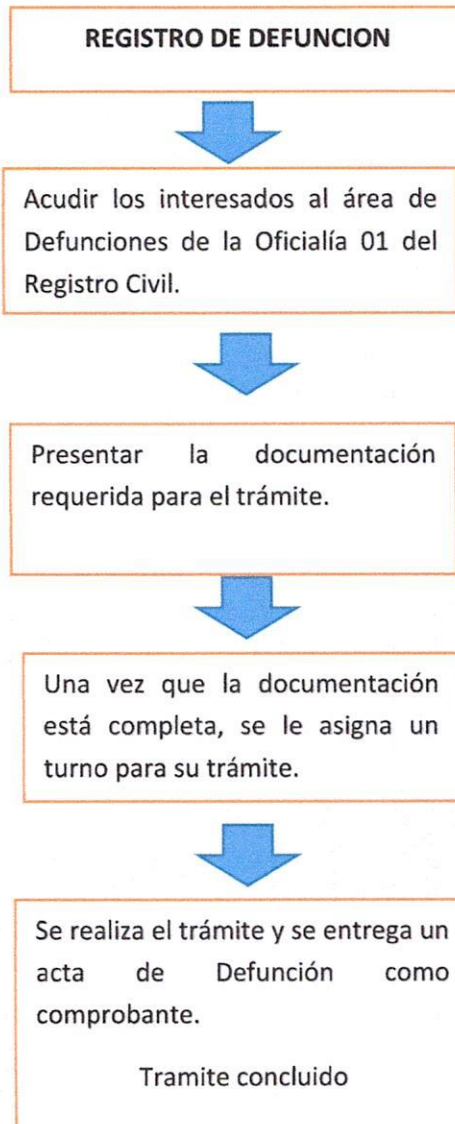 REGISTRO DE DEFUNCION
Acudir los interesados al área de
Defunciones de la Oficialía 01 del
Registro Civil.
Presentar la documentación
requerida para el trámite.
Una vez que la documentación
está completa, se le asigna un
turno para su trámite.
Se realiza el trámite y se entrega un
acta de Defunción como
comprobante.
Tramite concluido